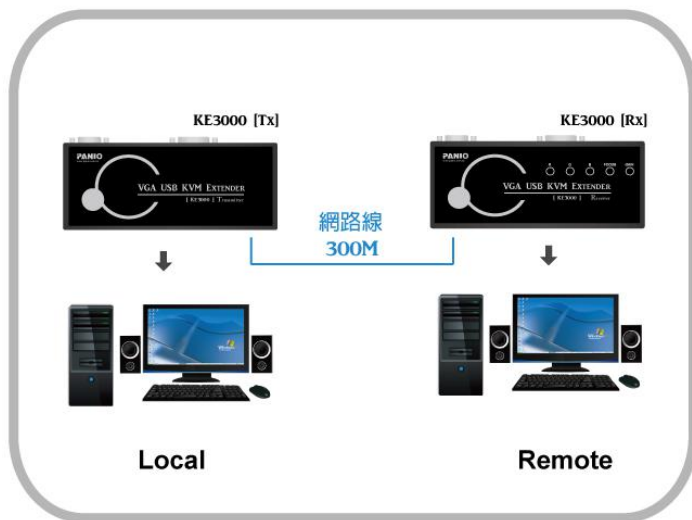 KE3000 [Tx]
KE3000 [Rx]
PANIO
VGA USB KVM EXTENDER
[ KE3000 ] Transmitter
PANIO
VGA USB KVM EXTENDER
[ KE3000 ] Receiver
網路線
300M
Local
Remote